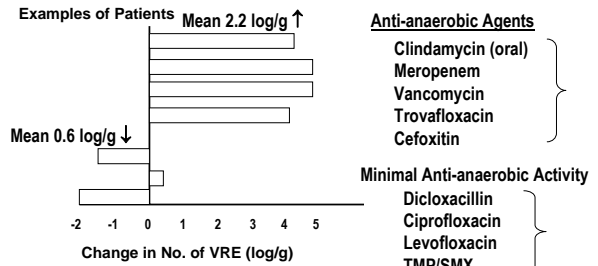 Examples of Patients
Mean 2.2 log/g ↑
Mean 0.6 log/g ↓
-2 -1 0 1 2 3 4 5
Change in No. of VRE (log/g)
Anti-anaerobic Agents
Clindamycin (oral)
Meropenem
Vancomycin
Trovafloxacin
Cefoxitin
Minimal Anti-anaerobic Activity
Dicloxacillin
Ciprofloxacin
Levofloxacin
TMP/SMX